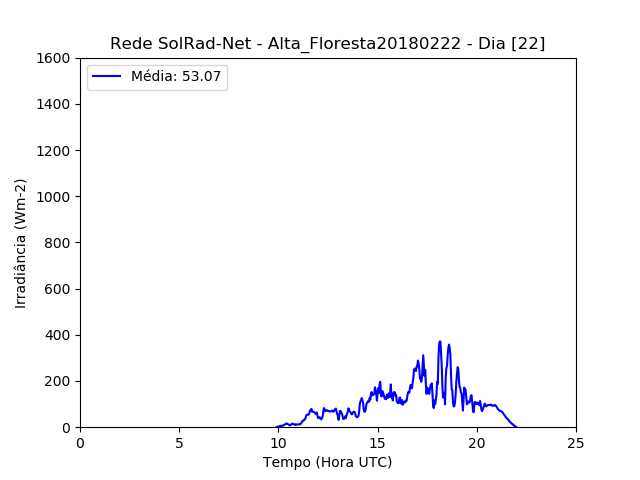 Rede SolRad-Net - Alta_Floresta20180222 - Dia [22]
Média: 53.07
1600
1400
1200
1000
800
600
400
200
0
Irradiância (Wm-2)
0 5 10 15 20 25
Tempo (Hora UTC)